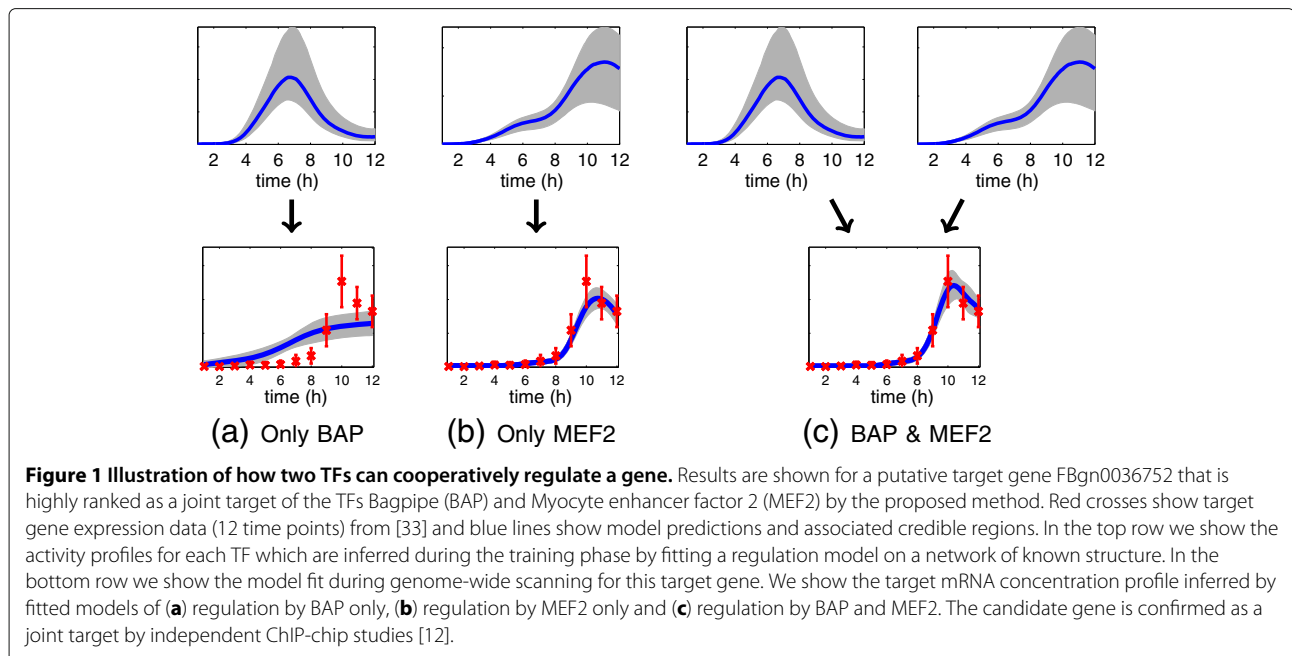 2 4 6 8 10 12 2 4 6 8 10 12 2 4 6 8 10 12 2 4 6 8 10 12
time (h) time (h) time (h) time (h)
2 4 6 8 10 12 2 4 6 8 10 12 2 4 6 8 10 12
time (h) time (h) time (h)
(a) Only BAP (b) Only MEF2 (c) BAP & MEF2
Figure 1 Illustration of how two TFs can cooperatively regulate a gene. Results are shown for a putative target gene FBgn0036752 that is
highly ranked as a joint target of the TFs Bagpipe (BAP) and Myocyte enhancer factor 2 (MEF2) by the proposed method. Red crosses show target
gene expression data (12 time points) from [33] and blue lines show model predictions and associated credible regions. In the top row we show the
activity profiles for each TF which are inferred during the training phase by fitting a regulation model on a network of known structure. In the
bottom row we show the model fit during genome-wide scanning for this target gene. We show the target mRNA concentration profile inferred by
fitted models of (a) regulation by BAP only, (b) regulation by MEF2 only and (c) regulation by BAP and MEF2. The candidate gene is confirmed as a
joint target by independent ChIP-chip studies [12].